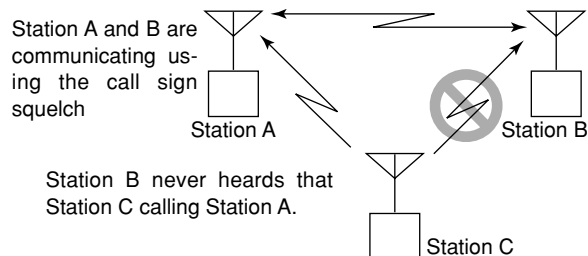 Station A and B are
communicating us-
ing the call sign
squelch
Station A
Station B
Station B never heards that
Station C calling Station A.
Station C